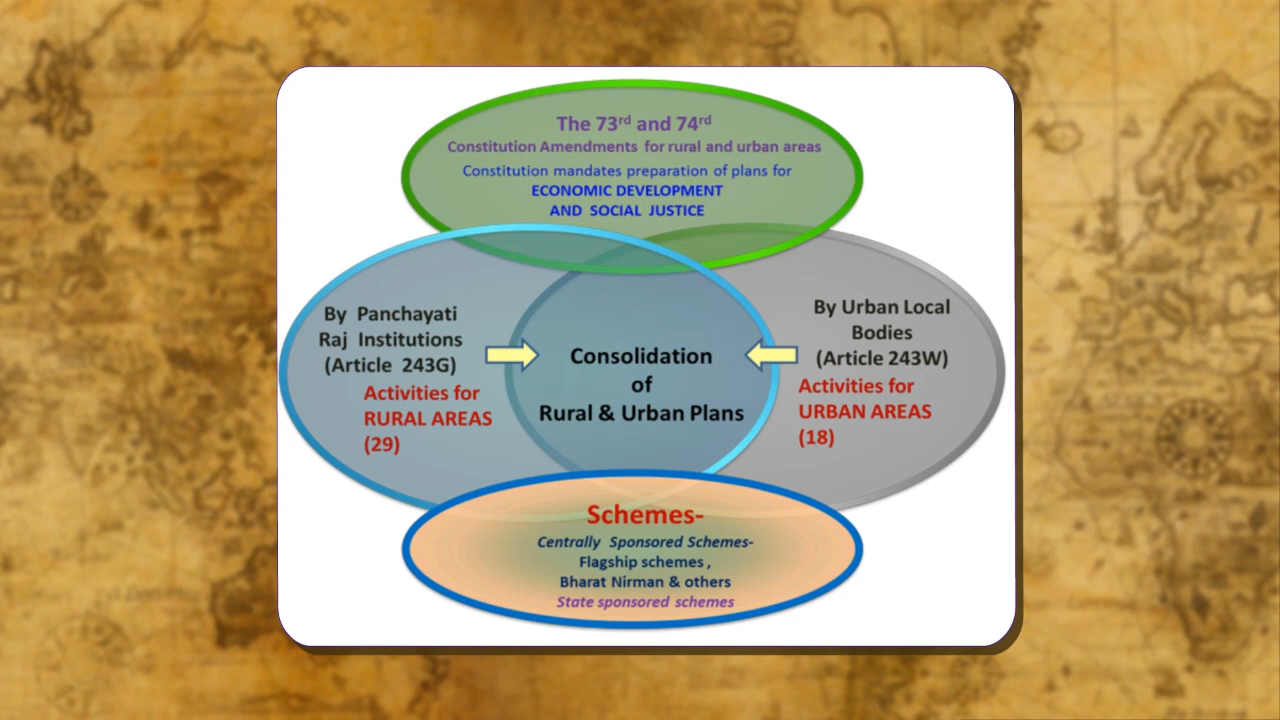 The 73rd and 74rd
Constitution Amendments for rural and urban areas
Constitution mandates preparation of plans for
ECONOMIC DEVELOPMENT
AND SOCIAL JUSTICE
By Panchayati
Raj Institutions
(Article 243G)
Activities for
RURAL AREAS
(29)
Consolidation
of
Rural & Urban Plans
By Urban Local
Bodies
(Article 243W)
Activities for
URBAN AREAS
(18)
Schemes-
Centrally Sponsored Schemes-
Flagship schemes ,
Bharat Nirman & others
State sponsored schemes